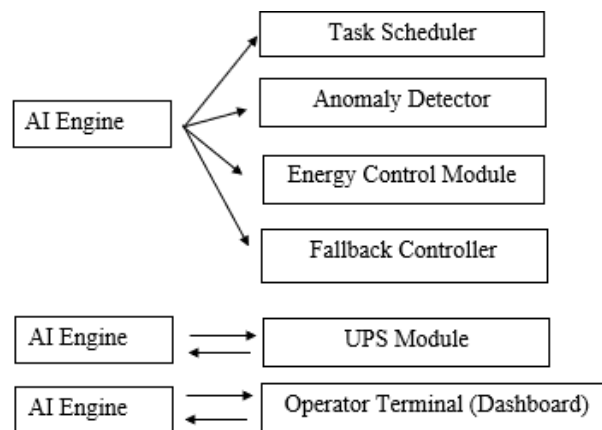 Task Scheduler
AI Engine
Anomaly Detector
Energy Control Module
Fallback Controller
AI Engine
UPS Module
AI Engine
Operator Terminal (Dashboard)